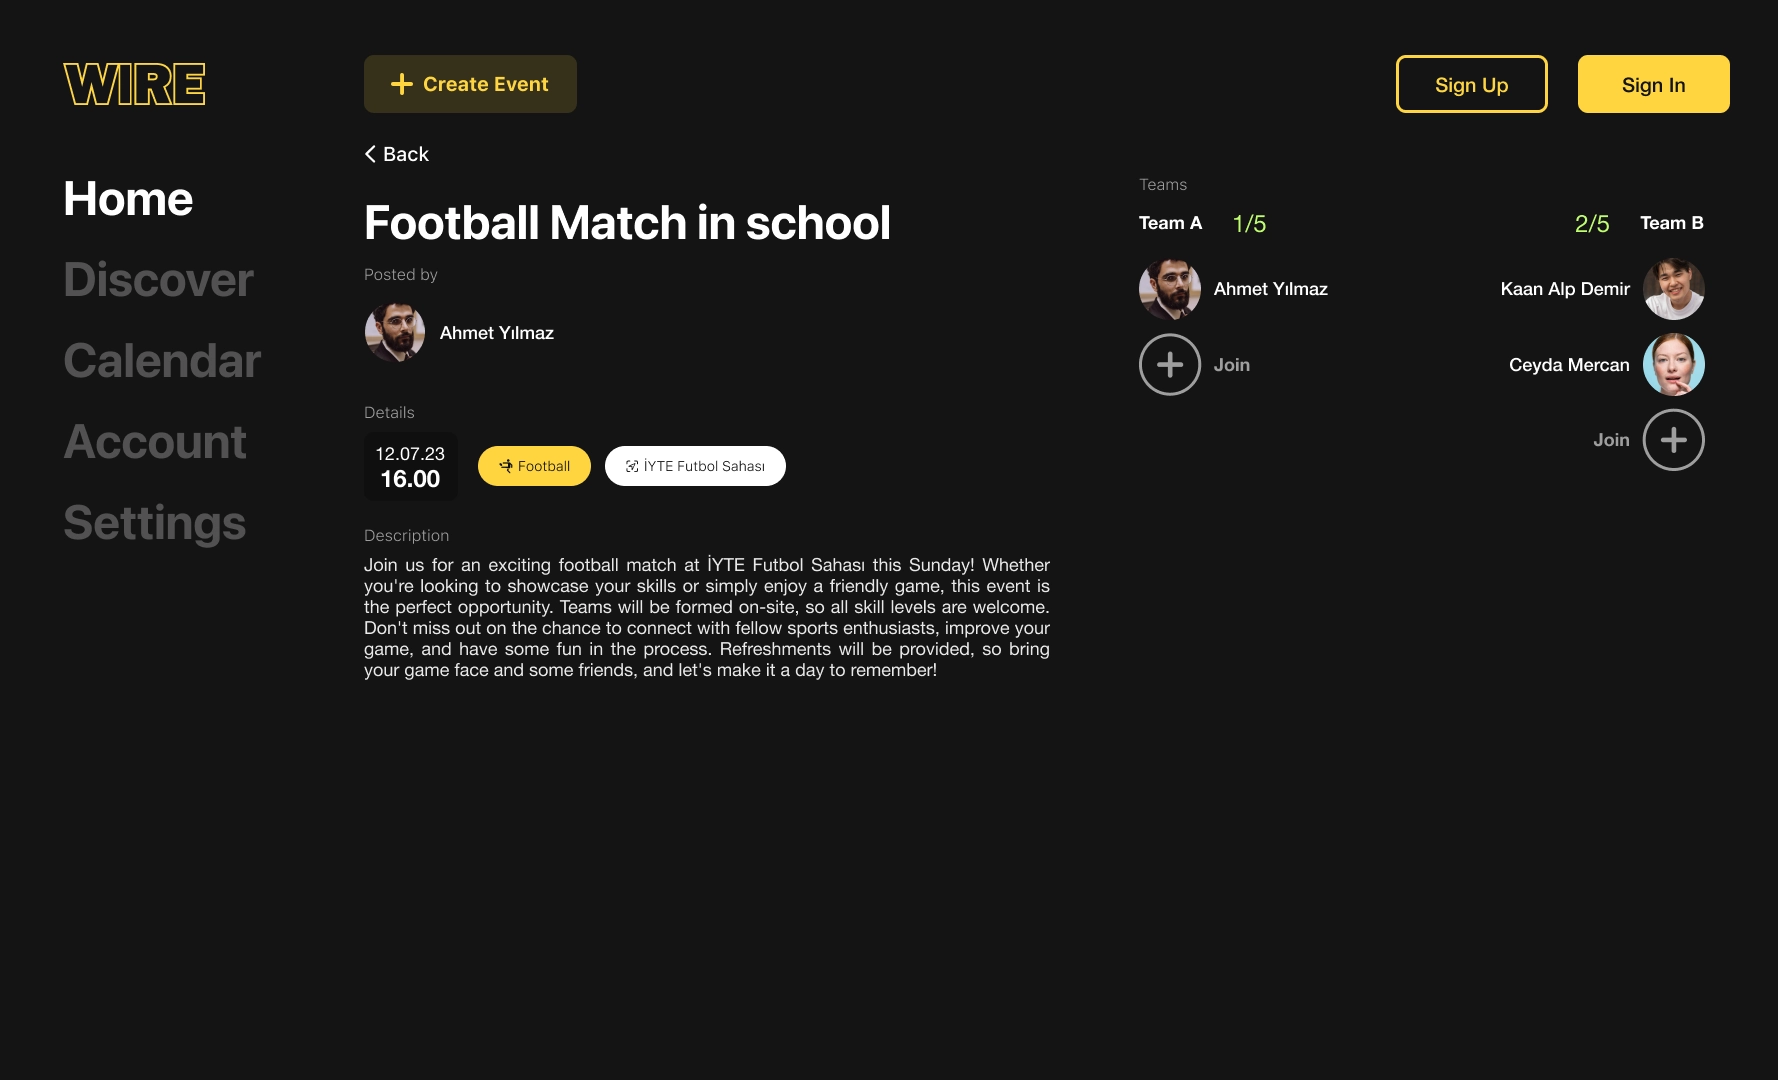 WIRE
Create Event
Sign Up
Sign In
Home
Discover
Calendar
Account
Settings
Back
Football Match in school
Posted by
Ahmet Yılmaz
Details
12.07.23
16.00
Football
İYTE Futbol Sahası
Description
Join us for an exciting football match at İYTE Futbol Sahası this Sunday! Whether
you're looking to showcase your skills or simply enjoy a friendly game, this event is
the perfect opportunity. Teams will be formed on-site, so all skill levels are welcome.
Don't miss out on the chance to connect with fellow sports enthusiasts, improve your
game, and have some fun in the process. Refreshments will be provided, so bring
your game face and some friends, and let's make it a day to remember!
Teams
Team A 1/5
2/5 Team B
Ahmet Yılmaz
Kaan Alp Demir
Join
Ceyda Mercan
Join